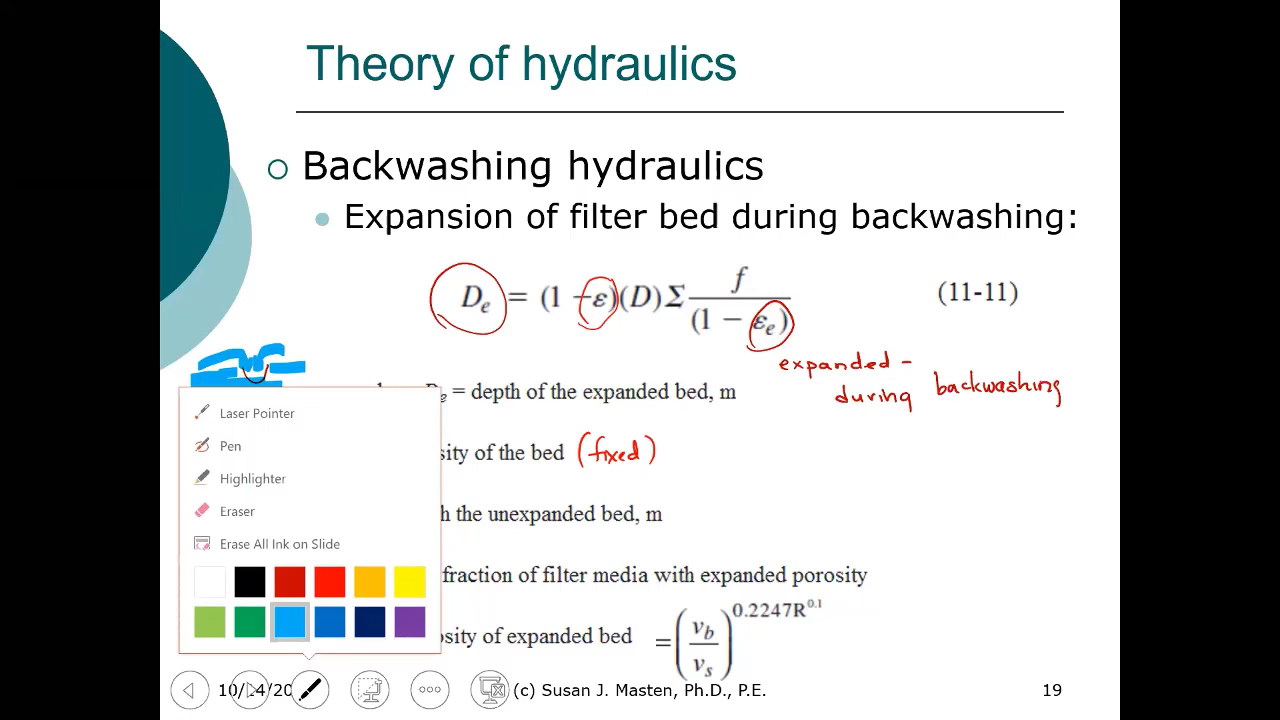 Theory of hydraulics
Backwashing hydraulics
Expansion of filter bed during backwashing:
Dₑ = (1 – ε)(D) Σ f / (1 – εₑ) (11-11)
expanded –
during backwashing
= depth of the expanded bed, m
sity of the bed (fixed)
h the unexpanded bed, m
fraction of filter media with expanded porosity
osity of expanded bed = (v_b / v_s)^0.2247R^0.1
Laser Pointer
Pen
Highlighter
Eraser
Erase All Ink on Slide
(c) Susan J. Masten, Ph.D., P.E.
19